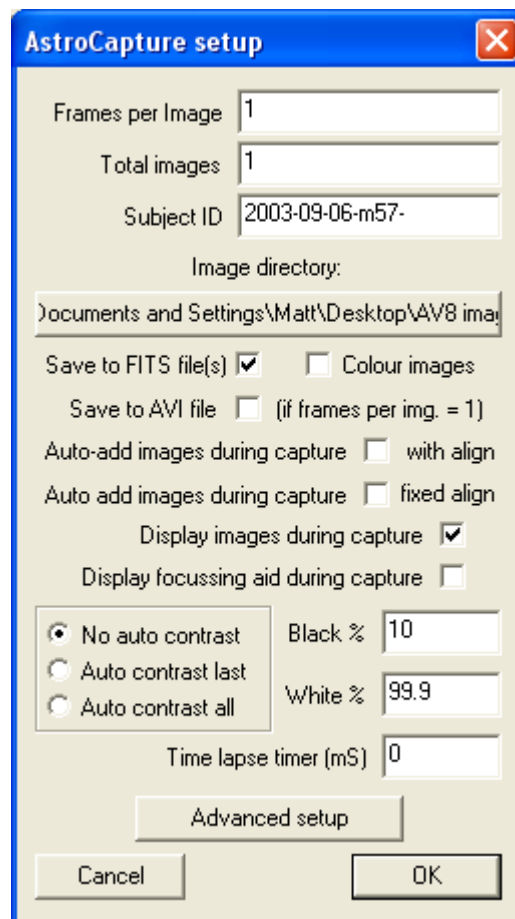 AstroCapture setup
Frames per Image 1
Total images 1
Subject ID 2003-09-06-m57-
Image directory:
Documents and Settings\Matt\Desktop\AV8 imag
Save to FITS file(s) Colour images
Save to AVI file (if frames per img. = 1)
Auto-add images during capture with align
Auto add images during capture fixed align
Display images during capture
Display focussing aid during capture
No auto contrast Black % 10
Auto contrast last
White % 99.9
Auto contrast all
Time lapse timer (mS) 0
Advanced setup
Cancel OK